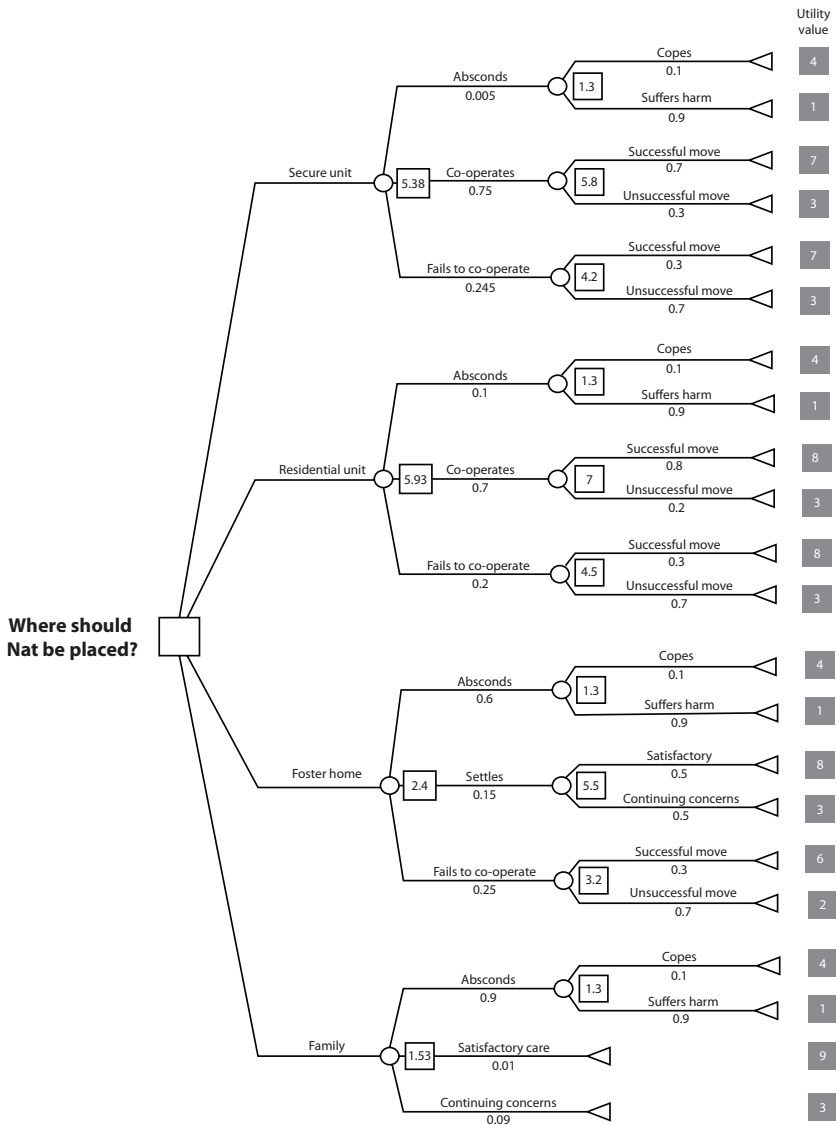 Utility
value
Copes
4
0.1
Absconds
1.3
0.005
Suffers harm
1
0.9
Successful move
7
0.7
Secure unit
5.38
Co-operates
5.8
0.75
Unsuccessful move
3
0.3
Successful move
7
0.3
Fails to co-operate
4.2
0.245
Unsuccessful move
3
0.7
Copes
4
0.1
Absconds
1.3
0.1
Suffers harm
1
0.9
Successful move
8
0.8
Residential unit
5.93
Co-operates
7
0.7
Unsuccessful move
3
0.2
Successful move
8
0.3
Fails to co-operate
4.5
0.2
Unsuccessful move
3
0.7
Where should
Nat be placed?
Copes
4
0.1
Absconds
1.3
0.6
Suffers harm
1
0.9
Satisfactory
8
0.5
Foster home
2.4
Settles
5.5
0.15
Continuing concerns
3
0.5
Successful move
6
0.3
Fails to co-operate
3.2
0.25
Unsuccessful move
2
0.7
Copes
4
0.1
Absconds
1.3
0.9
Suffers harm
1
0.9
Family
1.53
Satisfactory care
9
0.01
Continuing concerns
3
0.09